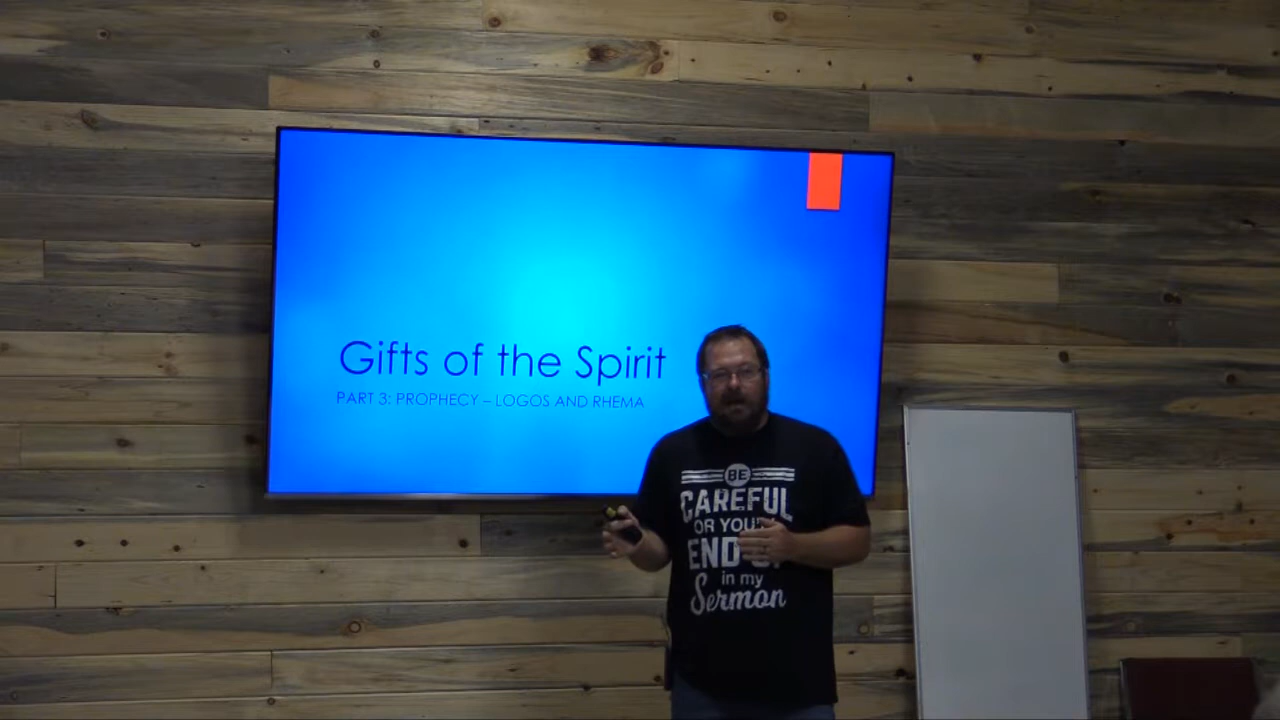 Gifts of the Spirit
PART 3: PROPHECY – LOGOS AND RHEMA
BE
CAREFUL
OR YOU'LL
END UP
in my
Sermon